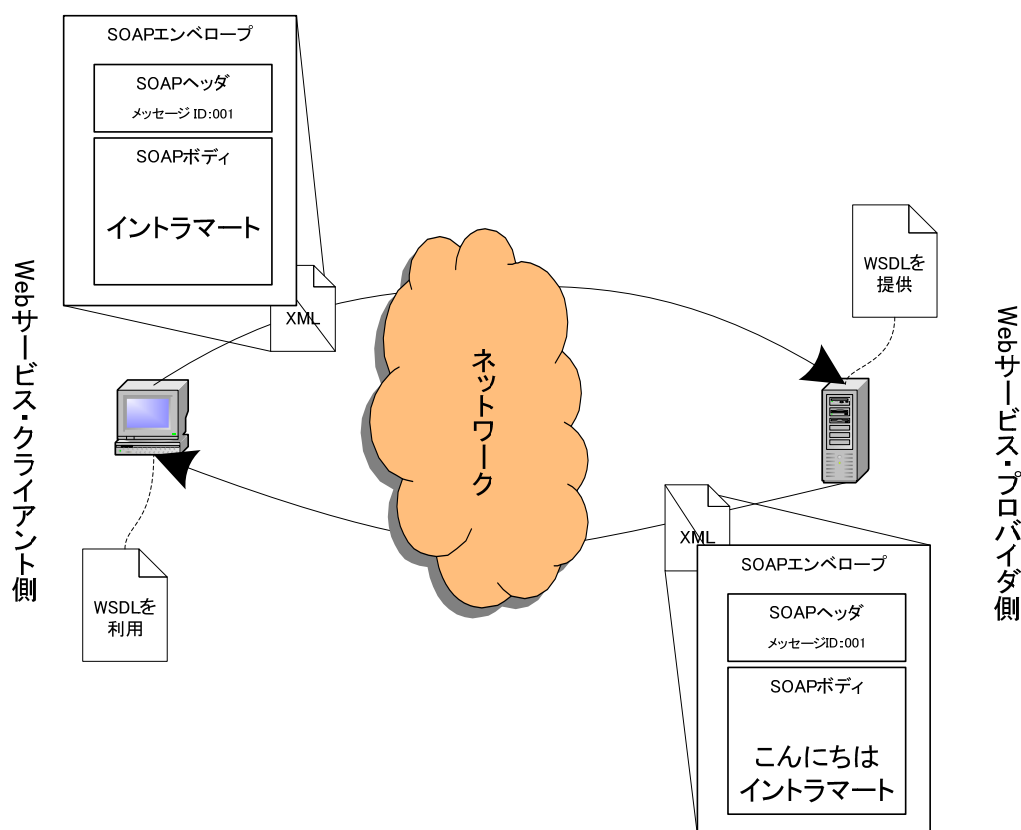 SOAPエンベロープ
SOAPヘッダ
メッセージ ID:001
SOAPボディ
イントラマート
XML
Webサービス・クライアント側
ネットワーク
WSDLを
提供
Webサービス・プロバイダ側
WSDLを
利用
XML
SOAPエンベロープ
SOAPヘッダ
メッセージID:001
SOAPボディ
こんにちは
イントラマート